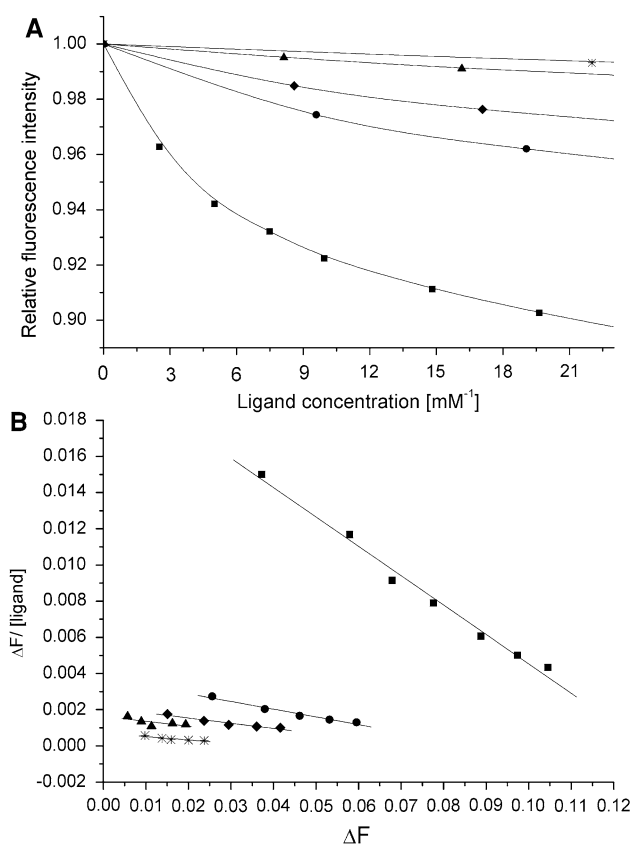 A
1.00
0.98
0.96
0.94
0.92
0.90
Relative fluorescence intensity
0 3 6 9 12 15 18 21
Ligand concentration [mM⁻¹]
B
0.018
0.016
0.014
0.012
0.010
0.008
0.006
0.004
0.002
0.000
-0.002
ΔF/ [ligand]
0.00 0.01 0.02 0.03 0.04 0.05 0.06 0.07 0.08 0.09 0.10 0.11 0.12
ΔF